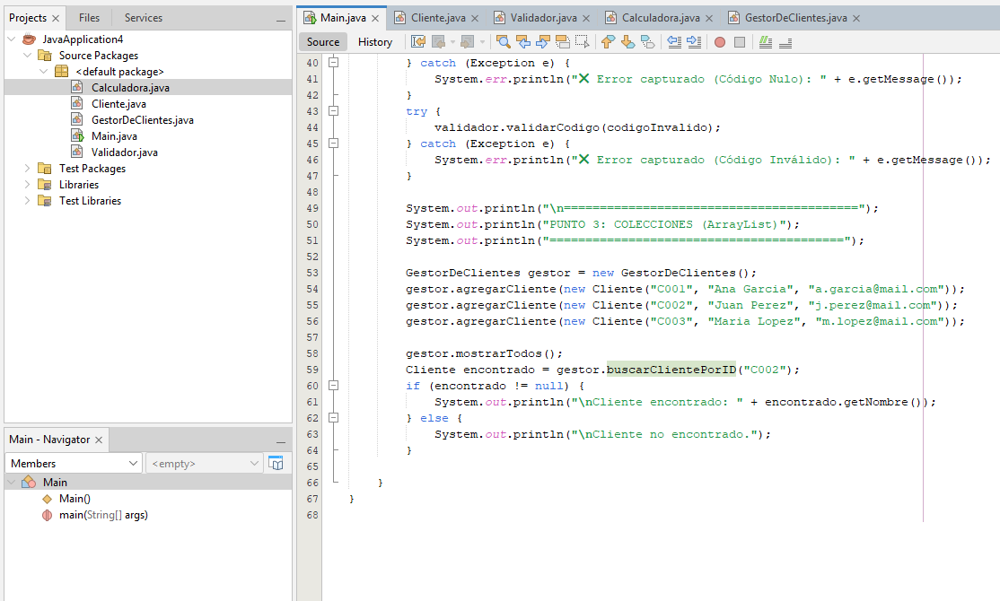 Projects
Files
Services
JavaApplication4
Source Packages
<default package>
Calculadora.java
Cliente.java
GestorDeClientes.java
Main.java
Validador.java
Test Packages
Libraries
Test Libraries
Main - Navigator
Members
<empty>
Main
Main()
main(String[] args)
Main.java
Cliente.java
Validador.java
Calculadora.java
GestorDeClientes.java
Source
History
40 } catch (Exception e) {
41 System.err.println("❌ Error capturado (Código Nulo): " + e.getMessage());
42 }
43 try {
44 validador.validarCodigo(codigoInvalido);
45 } catch (Exception e) {
46 System.err.println("❌ Error capturado (Código Inválido): " + e.getMessage());
47 }
48
49 System.out.println("\n=========================================");
50 System.out.println("PUNTO 3: COLECCIONES (ArrayList)");
51 System.out.println("=========================================");
52
53 GestorDeClientes gestor = new GestorDeClientes();
54 gestor.agregarCliente(new Cliente("C001", "Ana Garcia", "a.garcia@mail.com"));
55 gestor.agregarCliente(new Cliente("C002", "Juan Perez", "j.perez@mail.com"));
56 gestor.agregarCliente(new Cliente("C003", "Maria Lopez", "m.lopez@mail.com"));
57
58 gestor.mostrarTodos();
59 Cliente encontrado = gestor.buscarClientePorID("C002");
60 if (encontrado != null) {
61 System.out.println("\nCliente encontrado: " + encontrado.getNombre());
62 } else {
63 System.out.println("\nCliente no encontrado.");
64 }
65
66 }
67 }
68